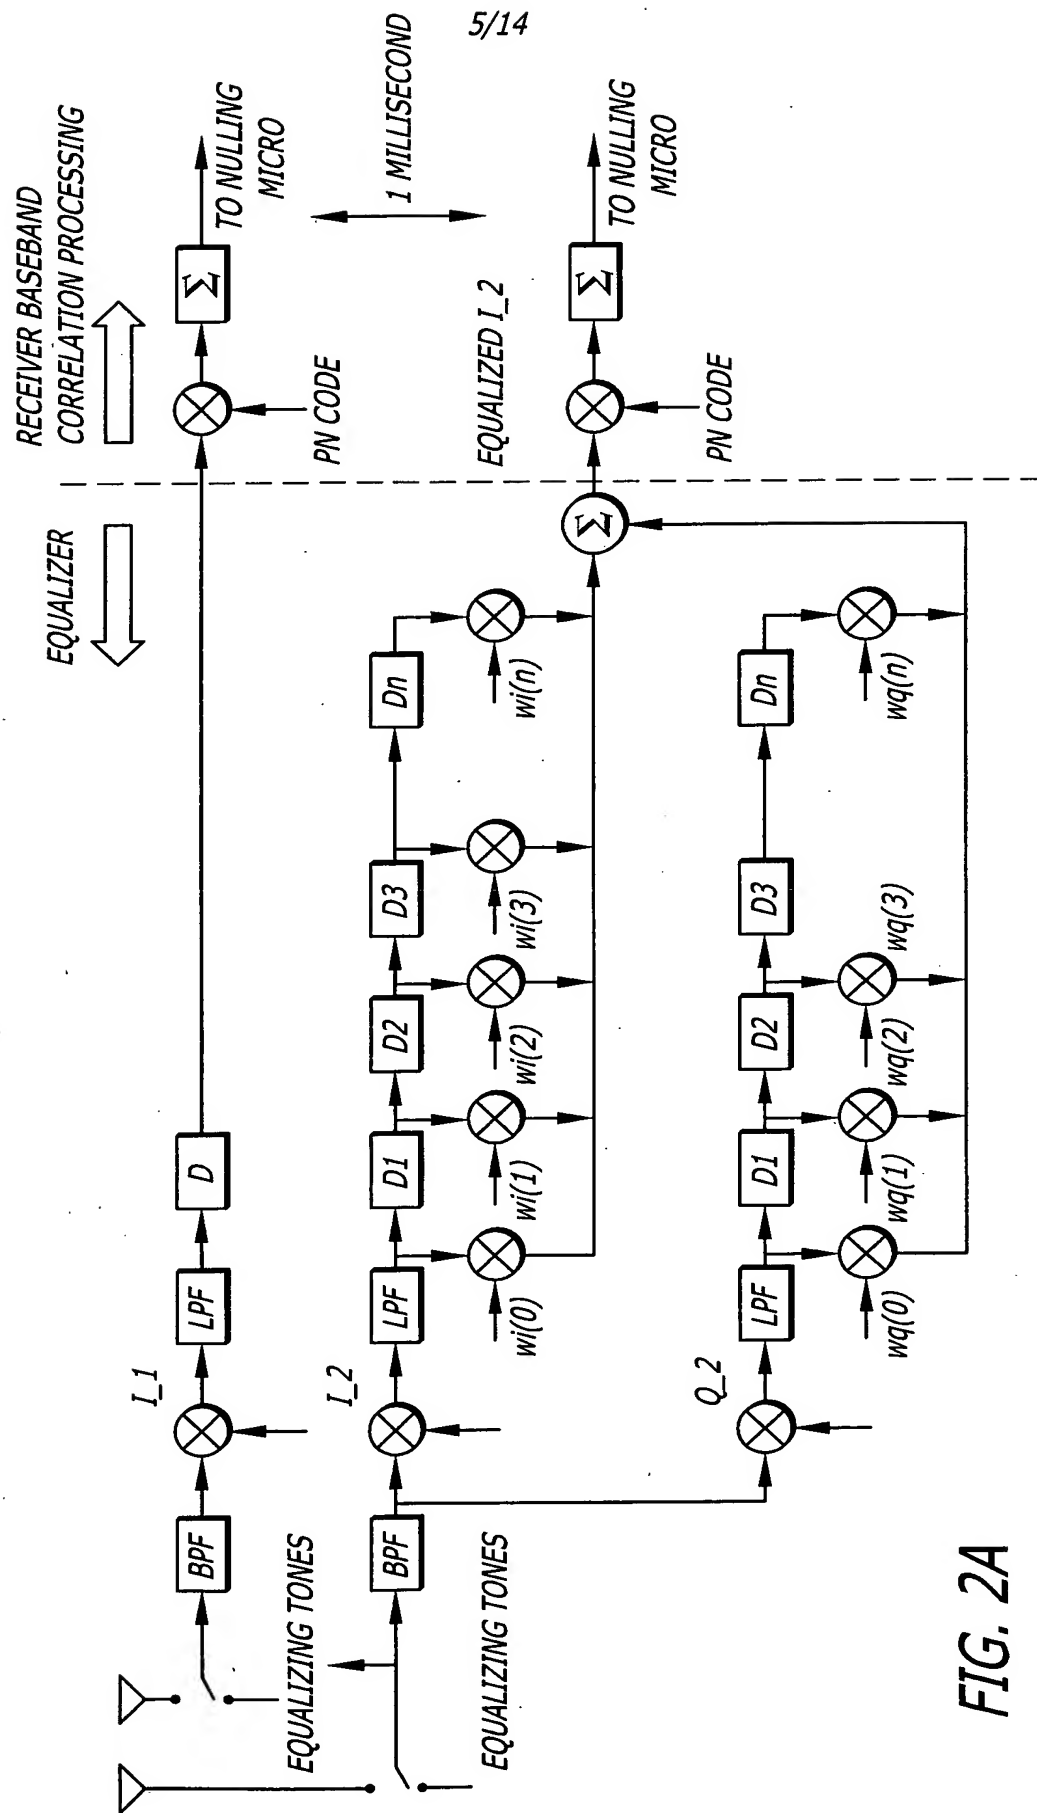 5/14
RECEIVER BASEBAND
CORRELATION PROCESSING
EQUALIZER
I_1
BPF
LPF
D
PN CODE
Σ
TO NULLING
MICRO
1 MILLISECOND
EQUALIZING TONES
I_2
BPF
LPF
D1
D2
D3
Dn
wi(0)
wi(1)
wi(2)
wi(3)
wi(n)
Σ
EQUALIZED I_2
PN CODE
Σ
TO NULLING
MICRO
EQUALIZING TONES
Q_2
LPF
D1
D2
D3
Dn
wq(0)
wq(1)
wq(2)
wq(3)
wq(n)
FIG. 2A